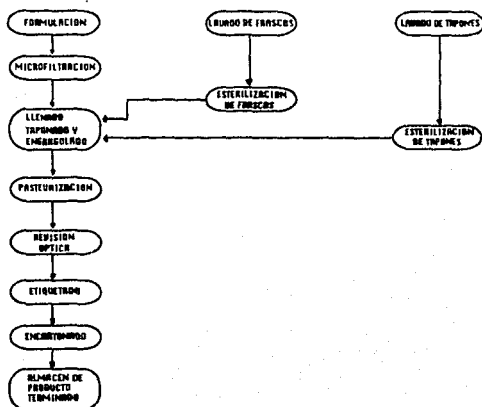 FORMULACION
LAVADO DE FRASCOS
LAVADO DE TAPONES
MICROFILTRACION
ESTERILIZACION
DE FRASCOS
LLENADO
TAPONADO Y
ENGARGOLADO
ESTERILIZACION
DE TAPONES
PASTEURIZACION
REVISION
OPTICA
ETIQUETADO
ENCARTONADO
ALMACEN DE
PRODUCTO
TERMINADO